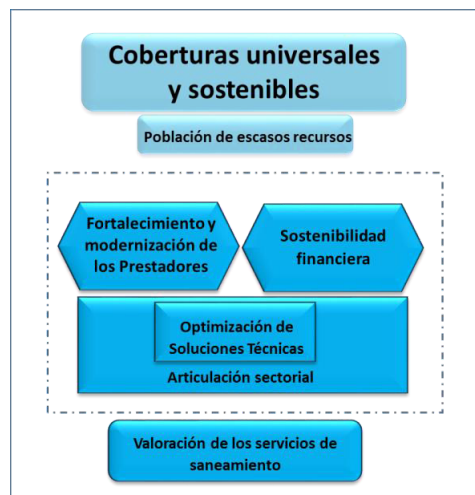 Coberturas universales
y sostenibles
Población de escasos recursos
Fortalecimiento y
modernización de
los Prestadores
Sostenibilidad
financiera
Optimización de
Soluciones Técnicas
Articulación sectorial
Valoración de los servicios de
saneamiento